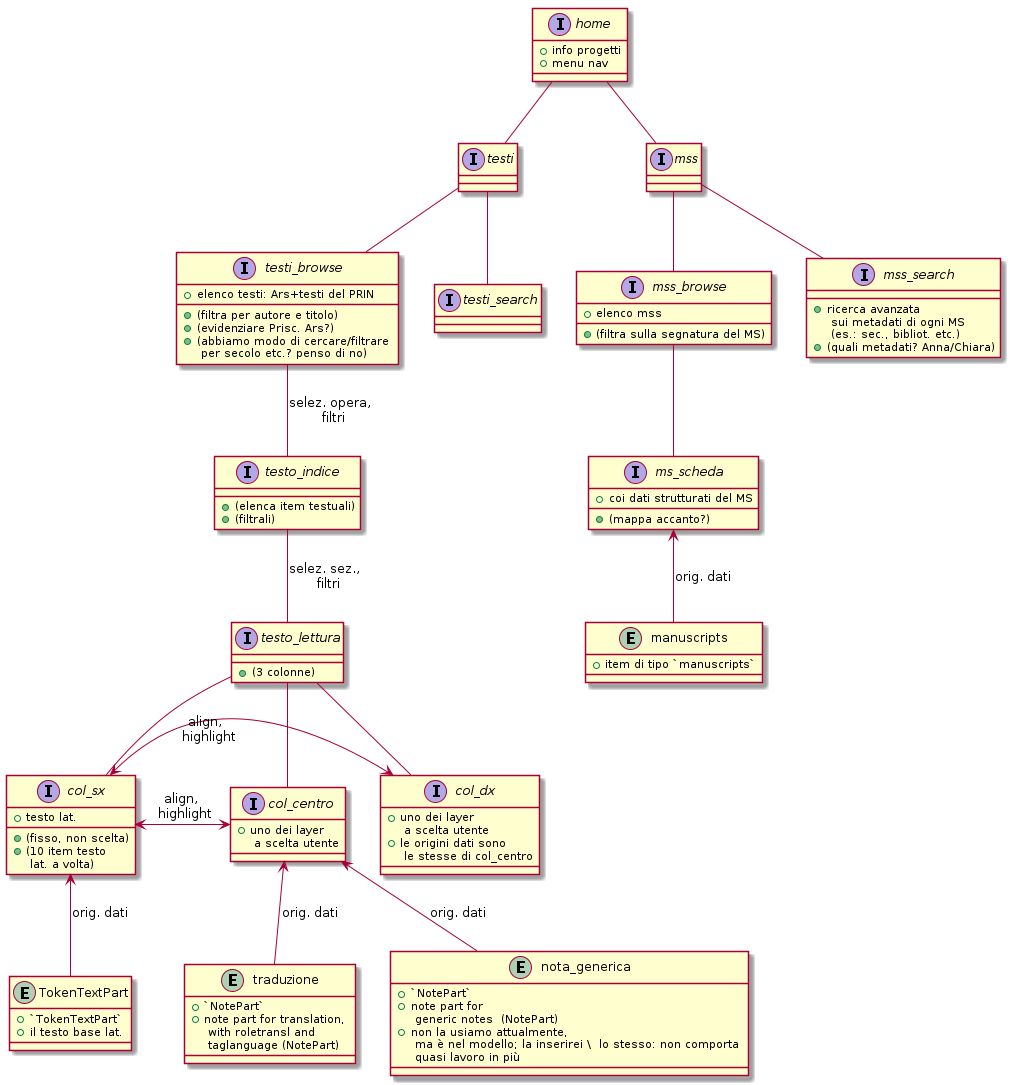 I home
info progetti
menu nav
I testi
I mss
I testi_browse
elenco testi: Ars+testi del PRIN
(filtra per autore e titolo)
(evidenziare Prisc. Ars?)
(abbiamo modo di cercare/filtrare
per secolo etc.? penso di no)
I testi_search
I mss_browse
elenco mss
(filtra sulla segnatura del MS)
I mss_search
ricerca avanzata
sui metadati di ogni MS
(es.: sec., bibliot. etc.)
(quali metadati? Anna/Chiara)
selez. opera,
filtri
I testo_indice
(elenca item testuali)
(filtrali)
I ms_scheda
coi dati strutturati del MS
(mappa accanto?)
selez. sez.,
filtri
orig. dati
I testo_lettura
(3 colonne)
E manuscripts
item di tipo `manuscripts`
align,
highlight
I col_sx
testo lat.
(fisso, non scelta)
(10 item testo
lat. a volta)
align,
highlight
I col_centro
uno dei layer
a scelta utente
I col_dx
uno dei layer
a scelta utente
le origini dati sono
le stesse di col_centro
orig. dati
orig. dati
orig. dati
E TokenTextPart
`TokenTextPart`
il testo base lat.
E traduzione
`NotePart`
note part for translation,
with roletransl and
taglanguage (NotePart)
E nota_generica
`NotePart`
note part for
generic notes (NotePart)
non la usiamo attualmente,
ma è nel modello; la inserirei \ lo stesso: non comporta
quasi lavoro in più